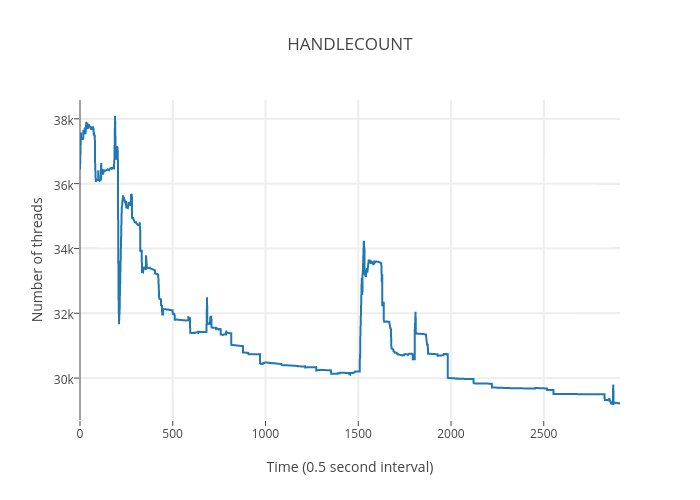 HANDLECOUNT
38k
36k
34k
32k
30k
Number of threads
0 500 1000 1500 2000 2500
Time (0.5 second interval)